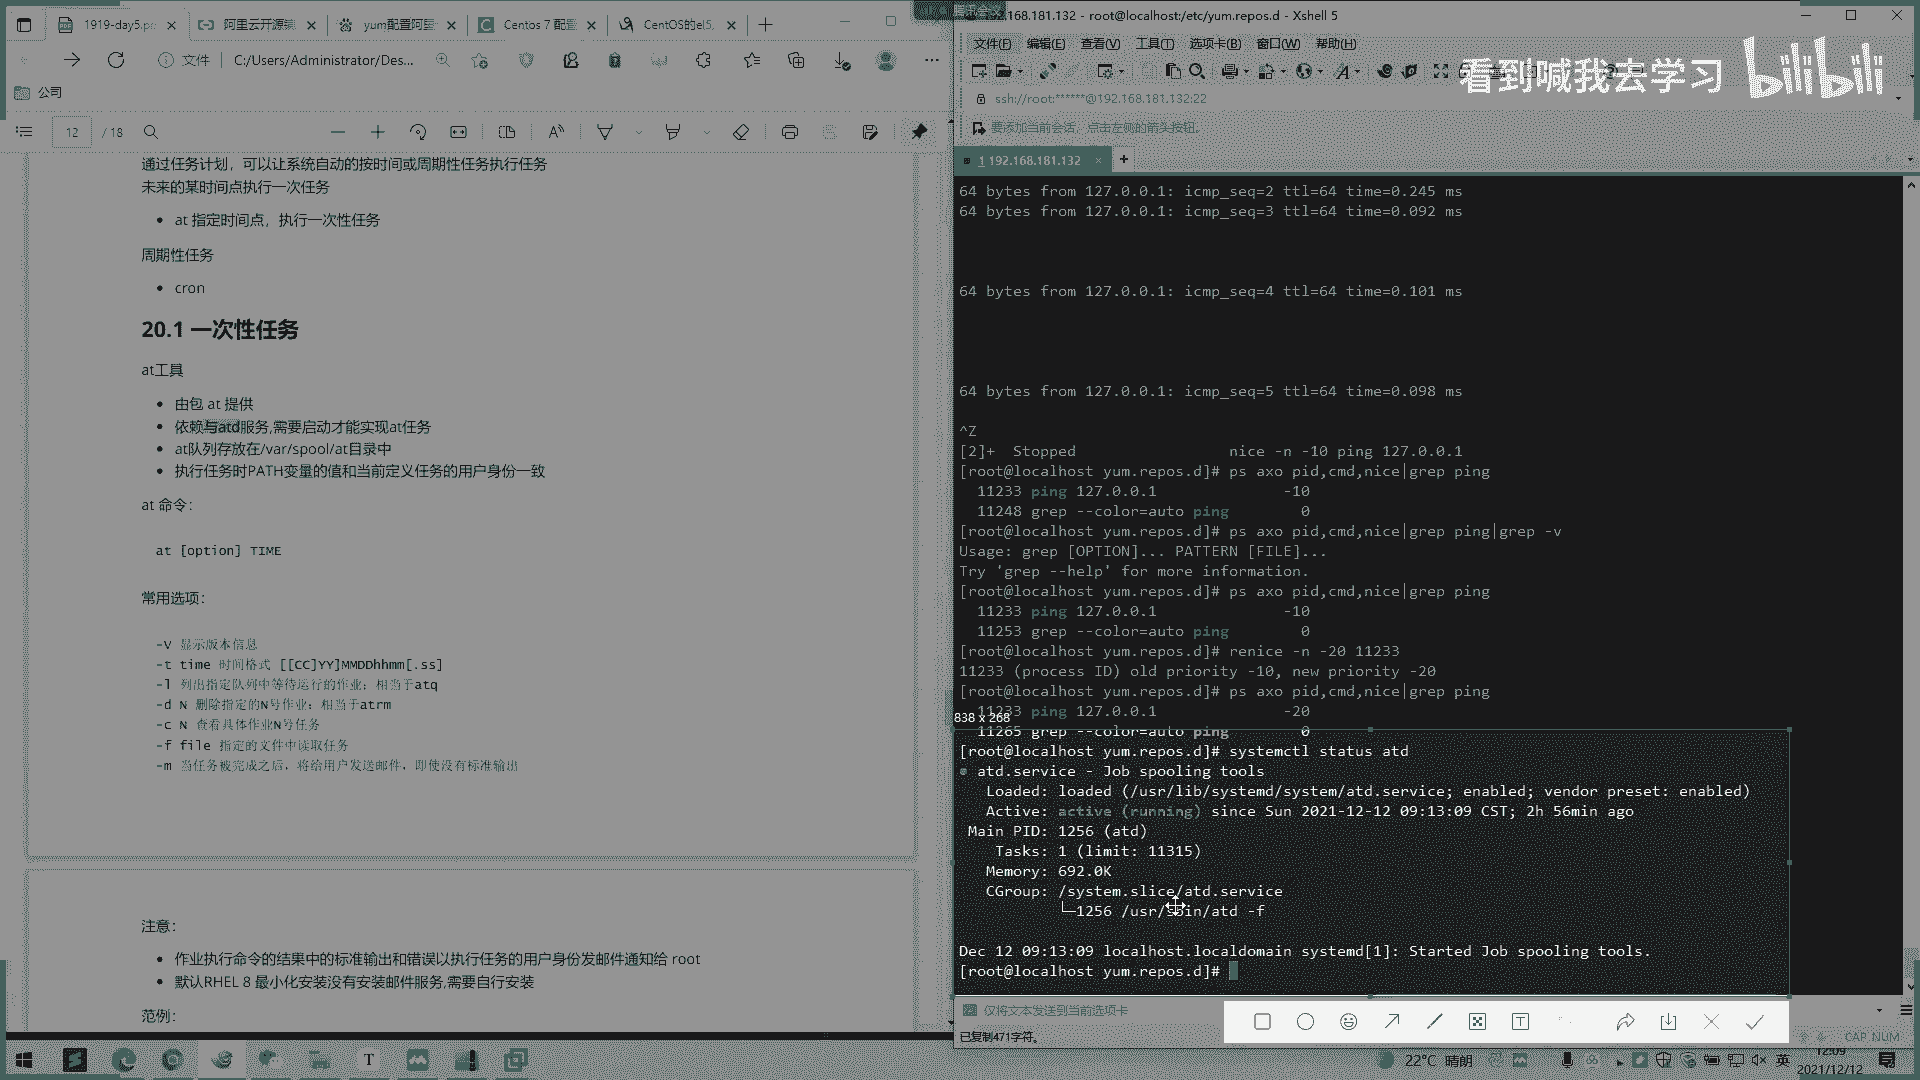 1919-day5.p
阿里云开源
yum配置阿里
Centos 7 配
CentOS的el5,
文件
C:/Users/Administrator/Des...
公司
12 / 18
通过任务计划，可以让系统自动的按时间或周期性任务执行任务
未来的某时间点执行一次任务
at 指定时间点，执行一次性任务
周期性任务
cron
20.1 一次性任务
at工具
由包 at 提供
依赖与atd服务,需要启动才能实现at任务
at队列存放在/var/spool/at目录中
执行任务时PATH变量的值和当前定义任务的用户身份一致
at 命令:
at [option] TIME
常用选项:
-V 显示版本信息
-t time 时间格式 [[CC]YY]MMDDhhmm[.ss]
-l 列出指定队列中等待运行的作业；相当于atq
-d N 删除指定的N号作业；相当于atrm
-c N 查看具体作业N号任务
-f file 指定的文件中读取任务
-m 当任务被完成之后，将给用户发送邮件，即使没有标准输出
注意:
作业执行命令的结果中的标准输出和错误以执行任务的用户身份发邮件通知给 root
默认RHEL 8 最小化安装没有安装邮件服务,需要自行安装
范例:
192.168.181.132 - root@localhost:/etc/yum.repos.d - Xshell 5
文件(F) 编辑(E) 查看(V) 工具(T) 选项卡(B) 窗口(W) 帮助(H)
看到喊我去学习 bilibili
ssh://root:******@192.168.181.132:22
要添加当前会话，点击左侧的箭头按钮。
1 192.168.181.132
64 bytes from 127.0.0.1: icmp_seq=2 ttl=64 time=0.245 ms
64 bytes from 127.0.0.1: icmp_seq=3 ttl=64 time=0.092 ms
64 bytes from 127.0.0.1: icmp_seq=4 ttl=64 time=0.101 ms
64 bytes from 127.0.0.1: icmp_seq=5 ttl=64 time=0.098 ms
^Z
[2]+  Stopped                 nice -n -10 ping 127.0.0.1
[root@localhost yum.repos.d]# ps axo pid,cmd,nice|grep ping
11233 ping 127.0.0.1              -10
11248 grep --color=auto ping        0
[root@localhost yum.repos.d]# ps axo pid,cmd,nice|grep ping|grep -v
Usage: grep [OPTION]... PATTERN [FILE]...
Try 'grep --help' for more information.
[root@localhost yum.repos.d]# ps axo pid,cmd,nice|grep ping
11233 ping 127.0.0.1              -10
11253 grep --color=auto ping        0
[root@localhost yum.repos.d]# renice -n -20 11233
11233 (process ID) old priority -10, new priority -20
[root@localhost yum.repos.d]# ps axo pid,cmd,nice|grep ping
11233 ping 127.0.0.1              -20
838 x 268
11265 grep --color=auto ping        0
[root@localhost yum.repos.d]# systemctl status atd
● atd.service - Job spooling tools
Loaded: loaded (/usr/lib/systemd/system/atd.service; enabled; vendor preset: enabled)
Active: active (running) since Sun 2021-12-12 09:13:09 CST; 2h 56min ago
Main PID: 1256 (atd)
Tasks: 1 (limit: 11315)
Memory: 692.0K
CGroup: /system.slice/atd.service
└─1256 /usr/sbin/atd -f
Dec 12 09:13:09 localhost.localdomain systemd[1]: Started Job spooling tools.
[root@localhost yum.repos.d]#
仅将文本发送到当前选项卡
已复制471字符。
CAP NUM
22°C 晴朗
英
12:09
2021/12/12